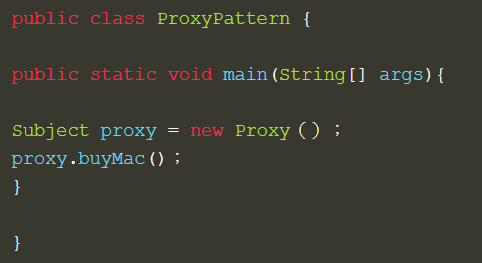 public class ProxyPattern {
public static void main(String[] args){
Subject proxy = new Proxy（）；
proxy.buyMac()；
}
}